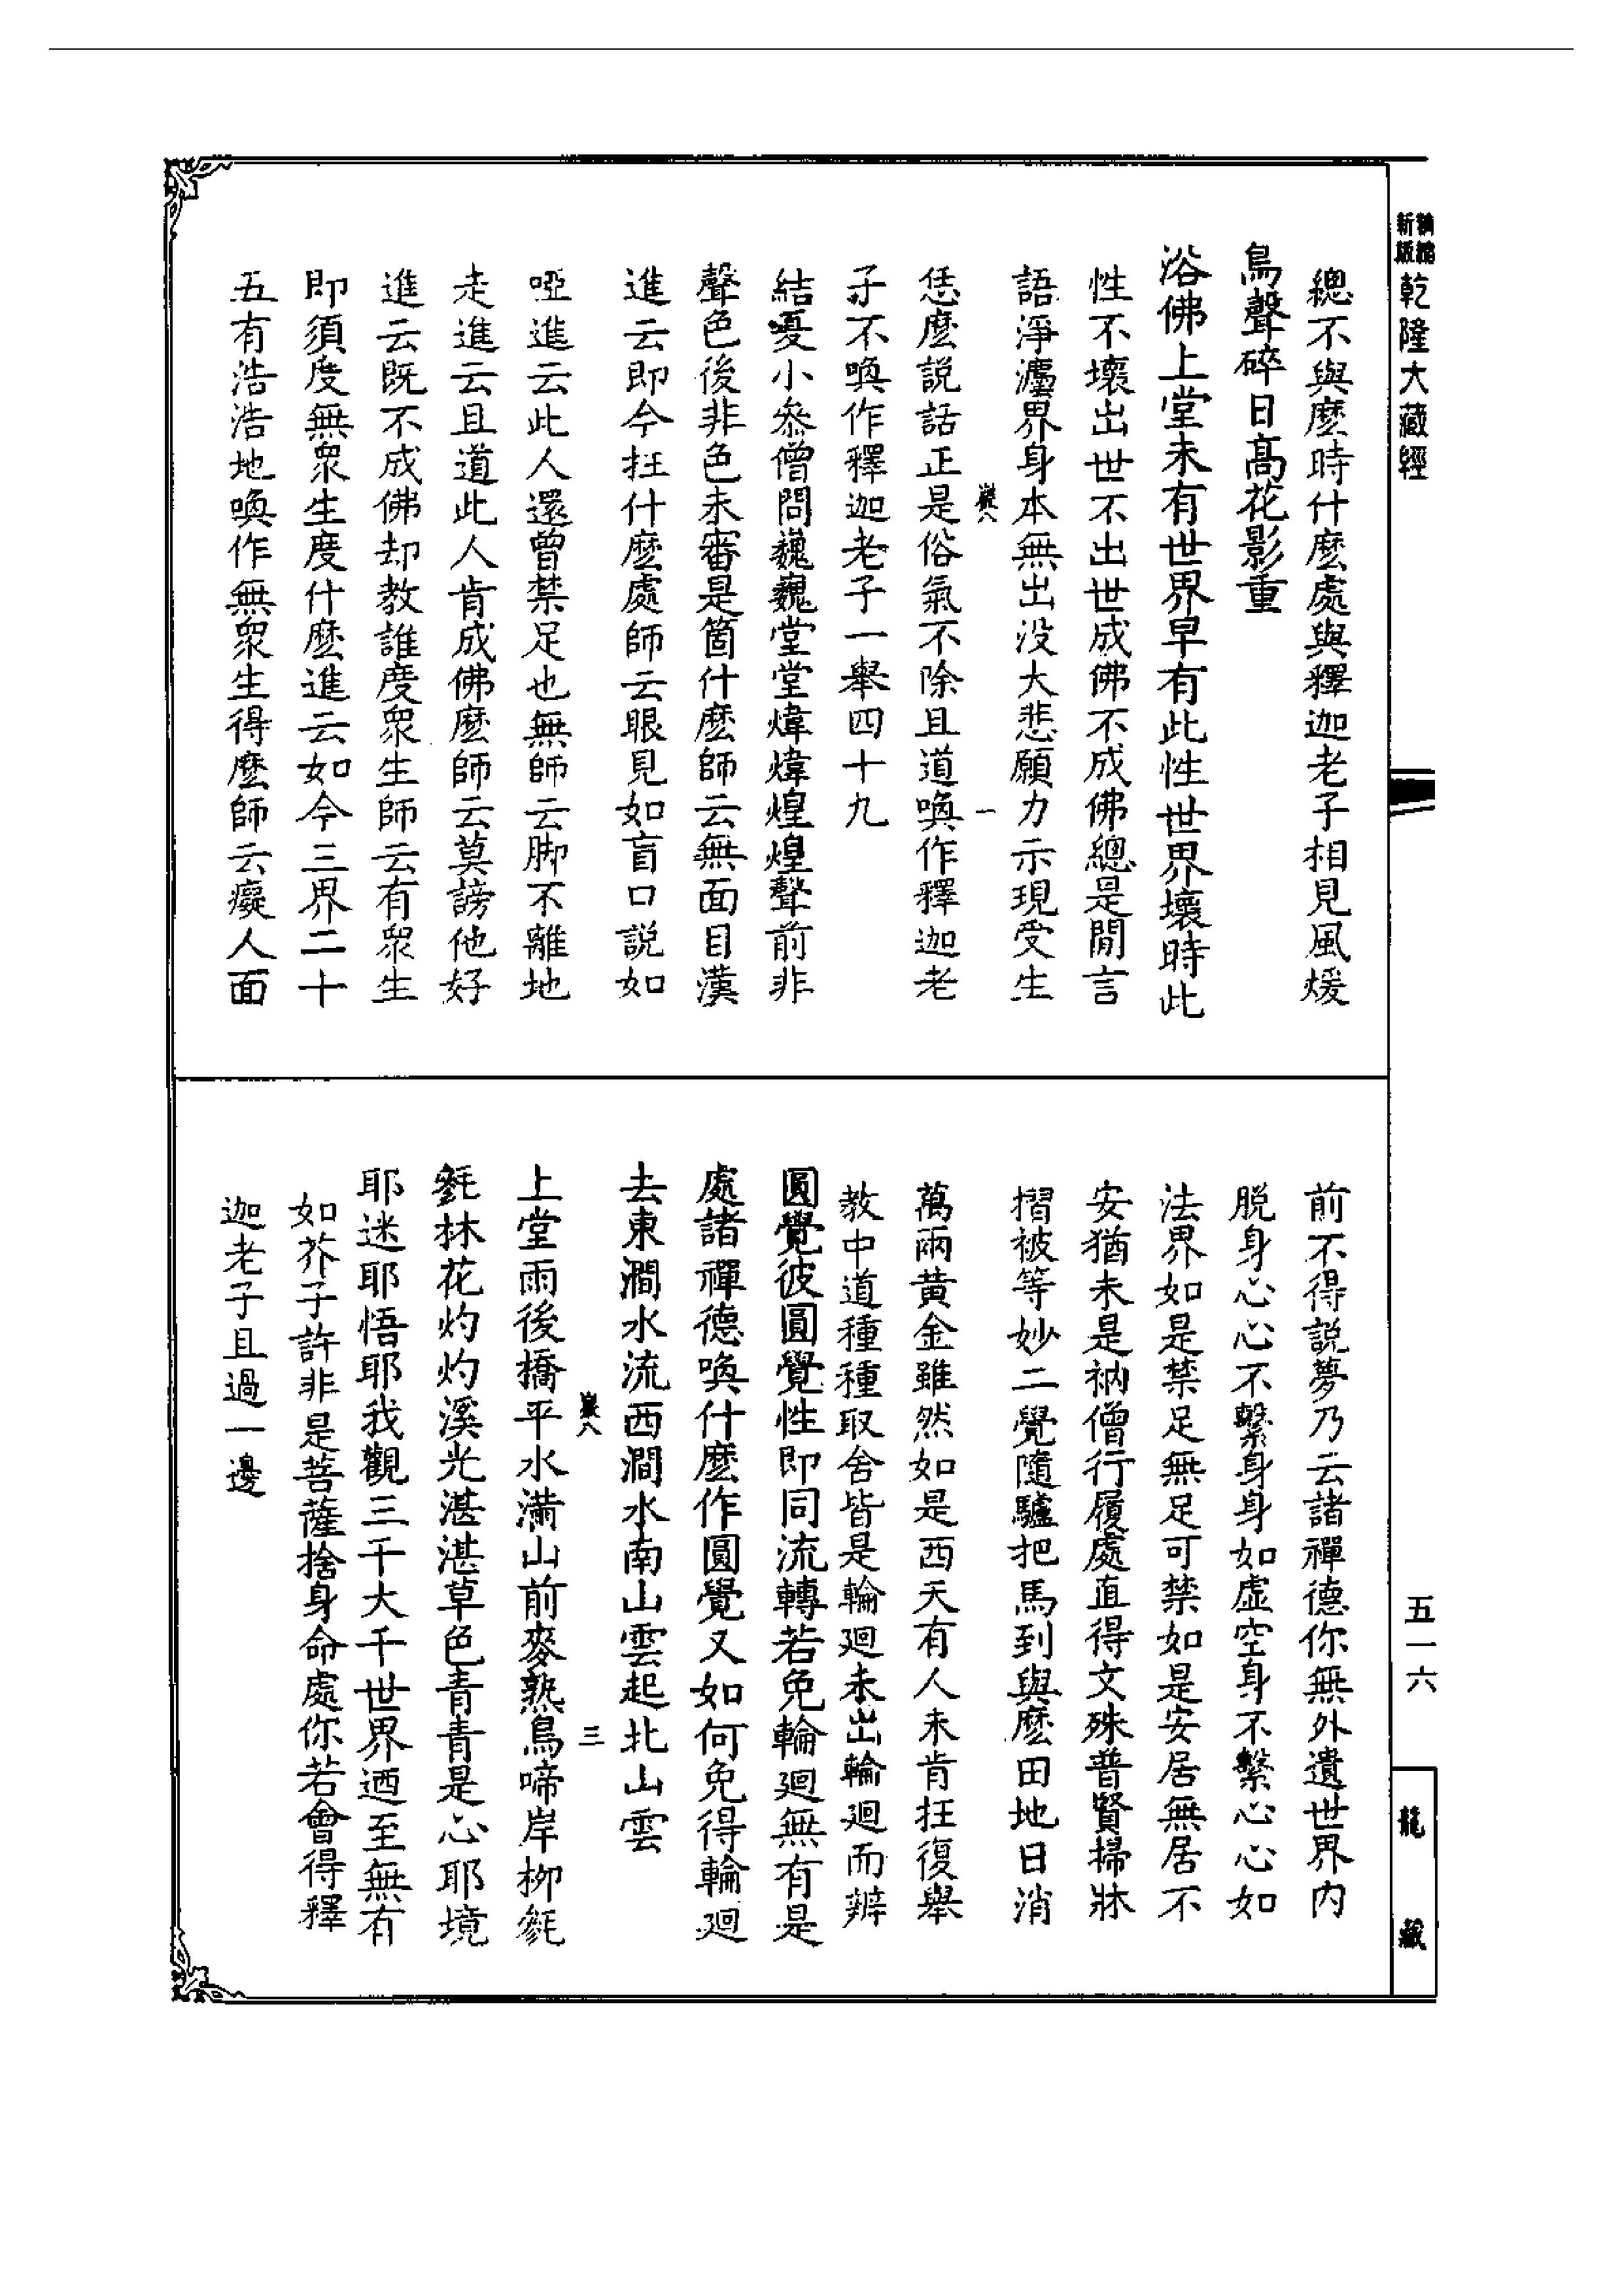 新編
縮版
乾隆大藏經
總不與麽時什麽處與釋迦老子相見風煖
鳥聲碎日高花影重
浴佛上堂未有世界早有此性世界壞時此
性不壞出世不出世成佛不成佛總是閒言
語淨瀍界身本無出沒大悲願力示現受生
巖八
一
恁麽說話正是俗氣不除且道喚作釋迦老
子不喚作釋迦老子一舉四十九
結憂小叅僧問巍巍堂堂煒煒煌煌聲前非
聲色後非色未審是箇什麽師云無面目漢
進云即今在什麽處師云眼見如盲口說如
啞進云此人還曾禁足也無師云脚不離地
走進云且道此人肯成佛麽師云莫謗他好
進云既不成佛却教誰度衆生師云有衆生
即須度無衆生度什麽進云如今三界二十
五有浩浩地喚作無衆生得麽師云癡人面
前不得說夢乃云諸禪德你無外遺世界內
脫身心心不繫身身如虛空身不繫心心如
法界如是禁足無足可禁如是安居無居不
安猶未是衲僧行履處直得文殊普賢掃牀
摺被等妙二覺隨驢把馬到與麽田地日消
萬兩黃金雖然如是西天有人未肯在復舉
教中道種種取舍皆是輪廻未出輪廻而辨
圓覺彼圓覺性即同流轉若免輪廻無有是
處諸禪德喚什麽作圓覺又如何免得輪廻
去東澗水流西澗水南山雲起北山雲
巖八
三
上堂雨後橋平水滿山前麥熟鳥啼岸柳毿
毿林花灼灼溪光湛湛草色青青是心耶境
耶迷耶悟耶我觀三千大千世界迺至無有
如芥子許非是菩薩捨身命處你若會得釋
迦老子且過一邊
五一六
龍藏